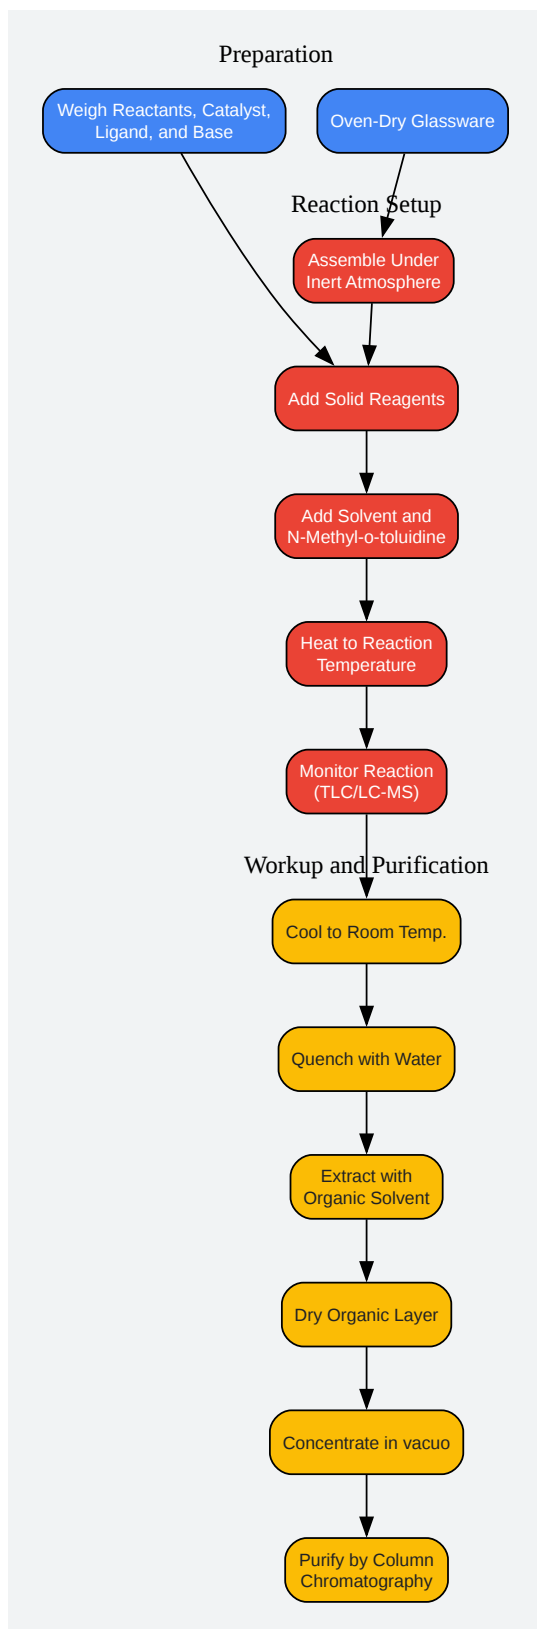 Preparation
Weigh Reactants, Catalyst,
Ligand, and Base
Oven-Dry Glassware
Reaction Setup
Assemble Under
Inert Atmosphere
Add Solid Reagents
Add Solvent and
N-Methyl-o-toluidine
Heat to Reaction
Temperature
Monitor Reaction
(TLC/LC-MS)
Workup and Purification
Cool to Room Temp.
Quench with Water
Extract with
Organic Solvent
Dry Organic Layer
Concentrate in vacuo
Purify by Column
Chromatography